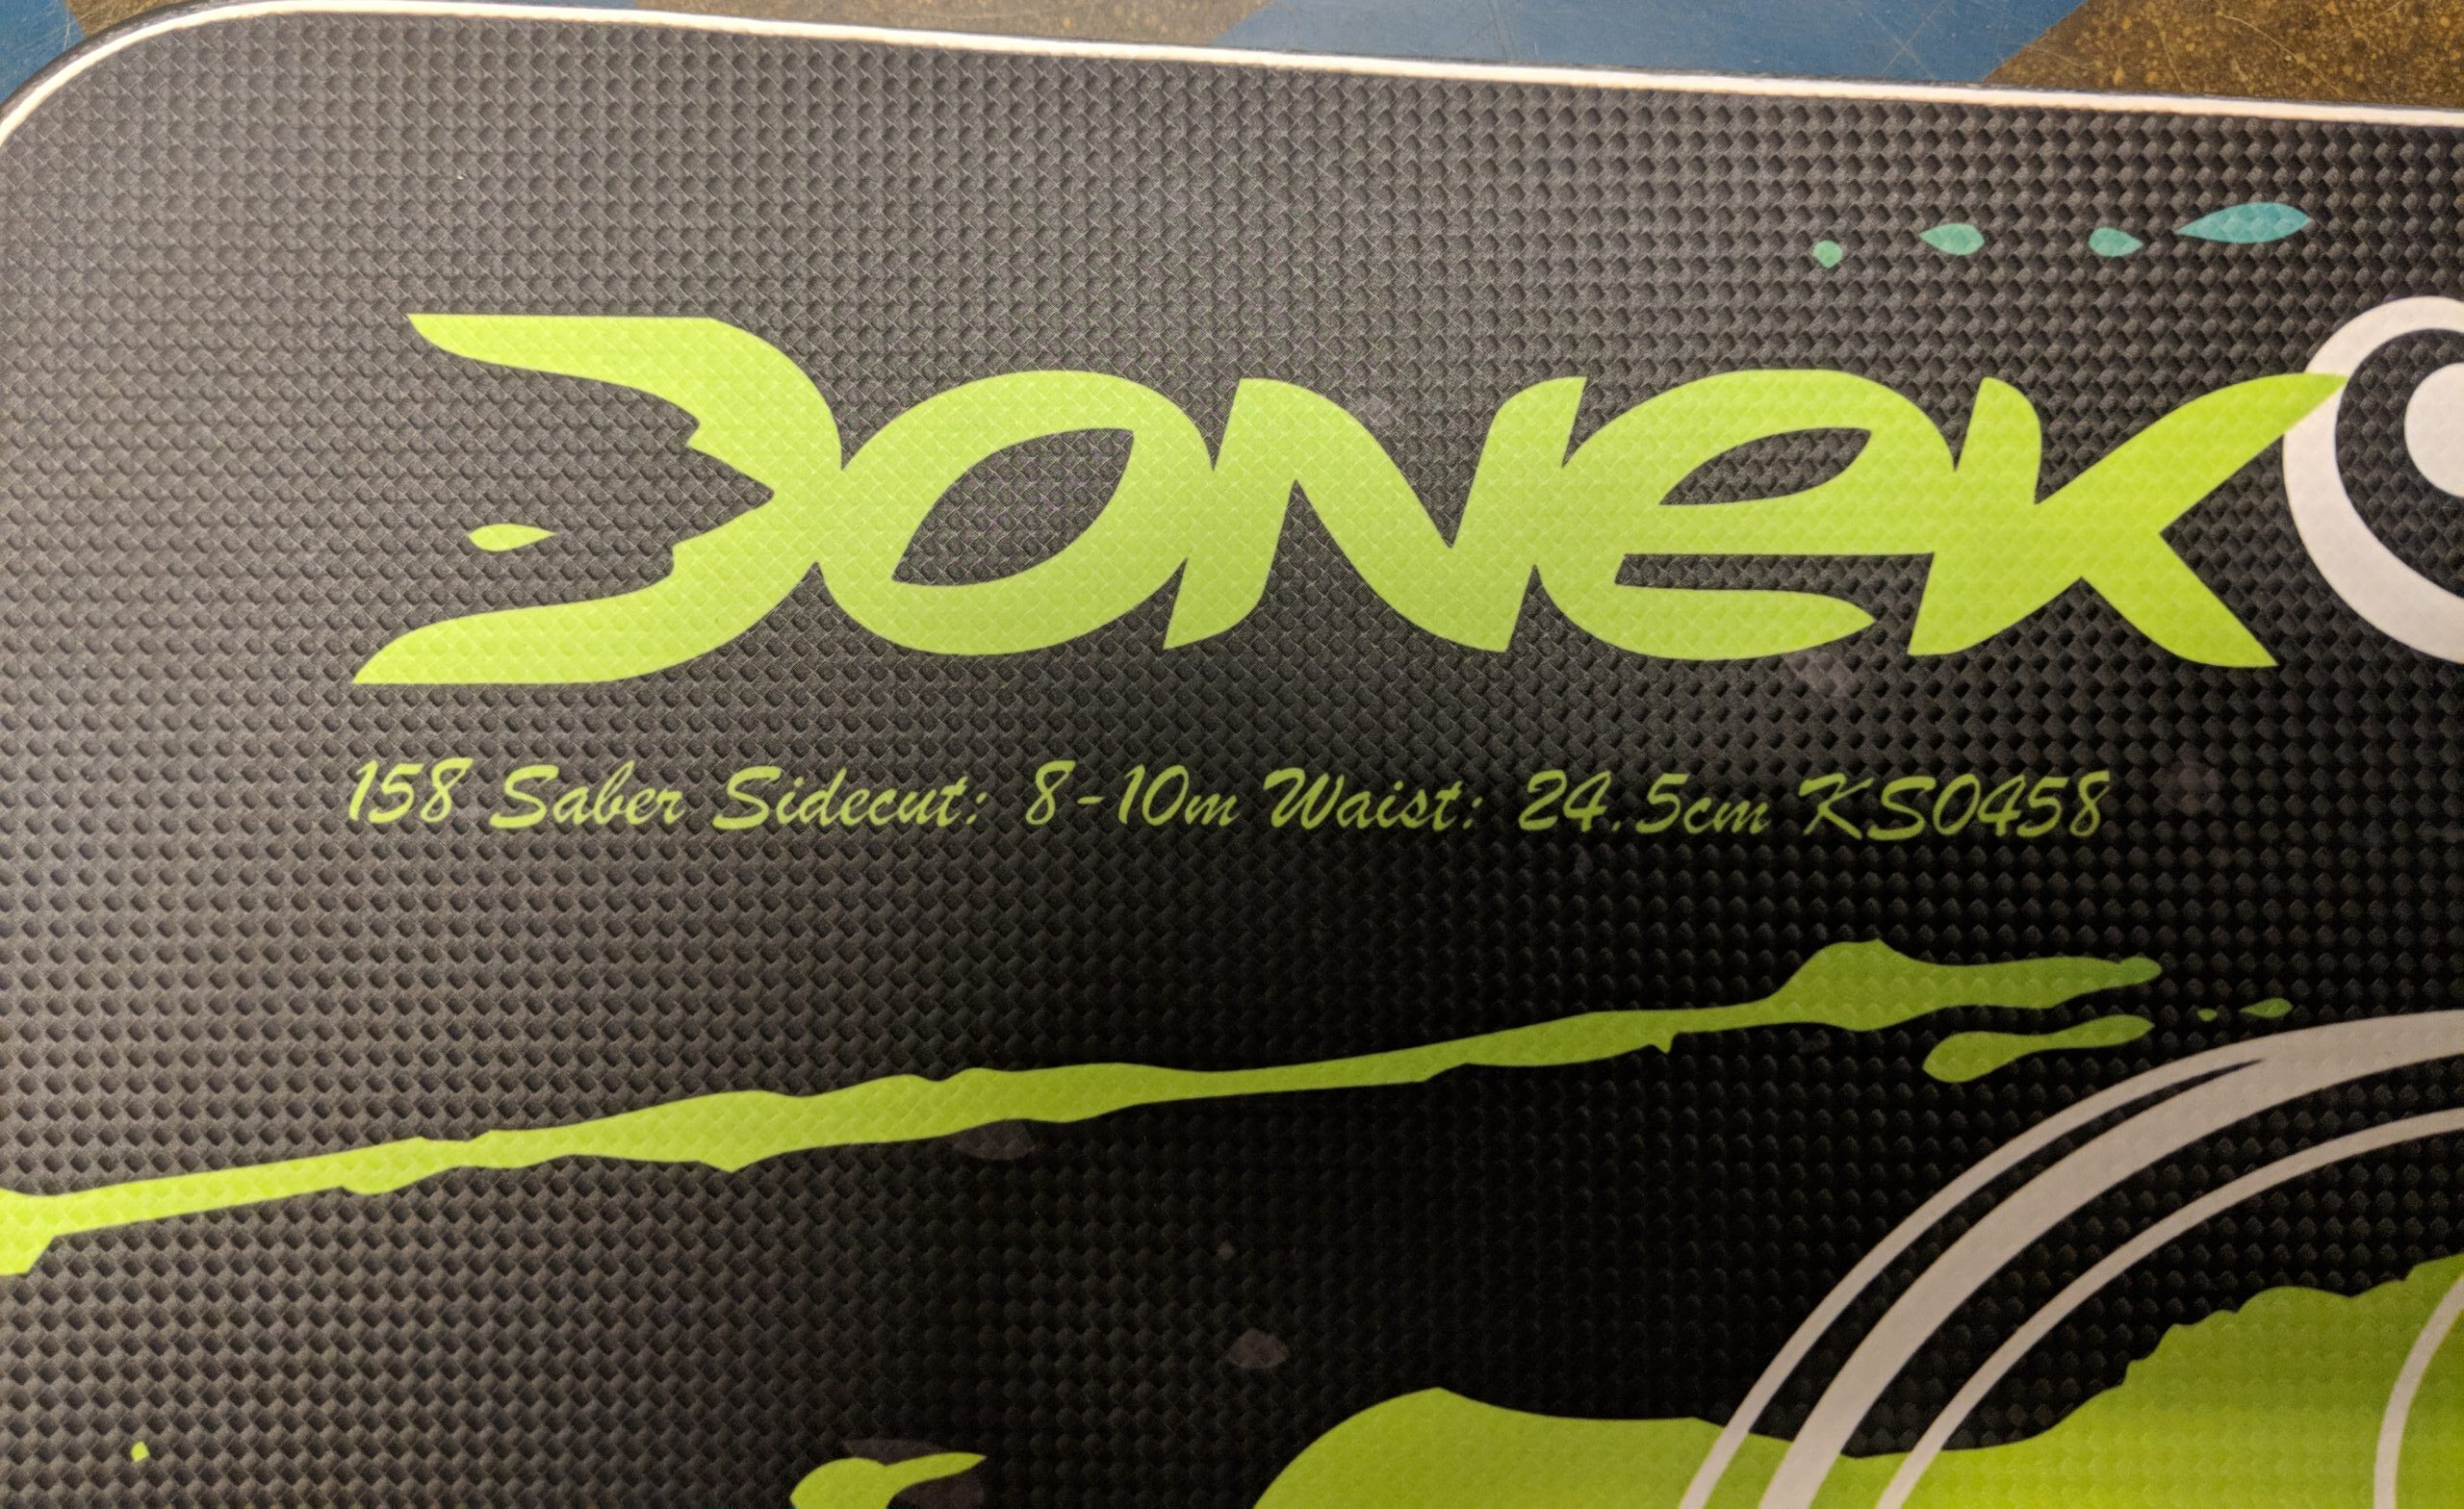 Donek
158 Saber Sidecut: 8-10m Waist: 24.5cm KS0458